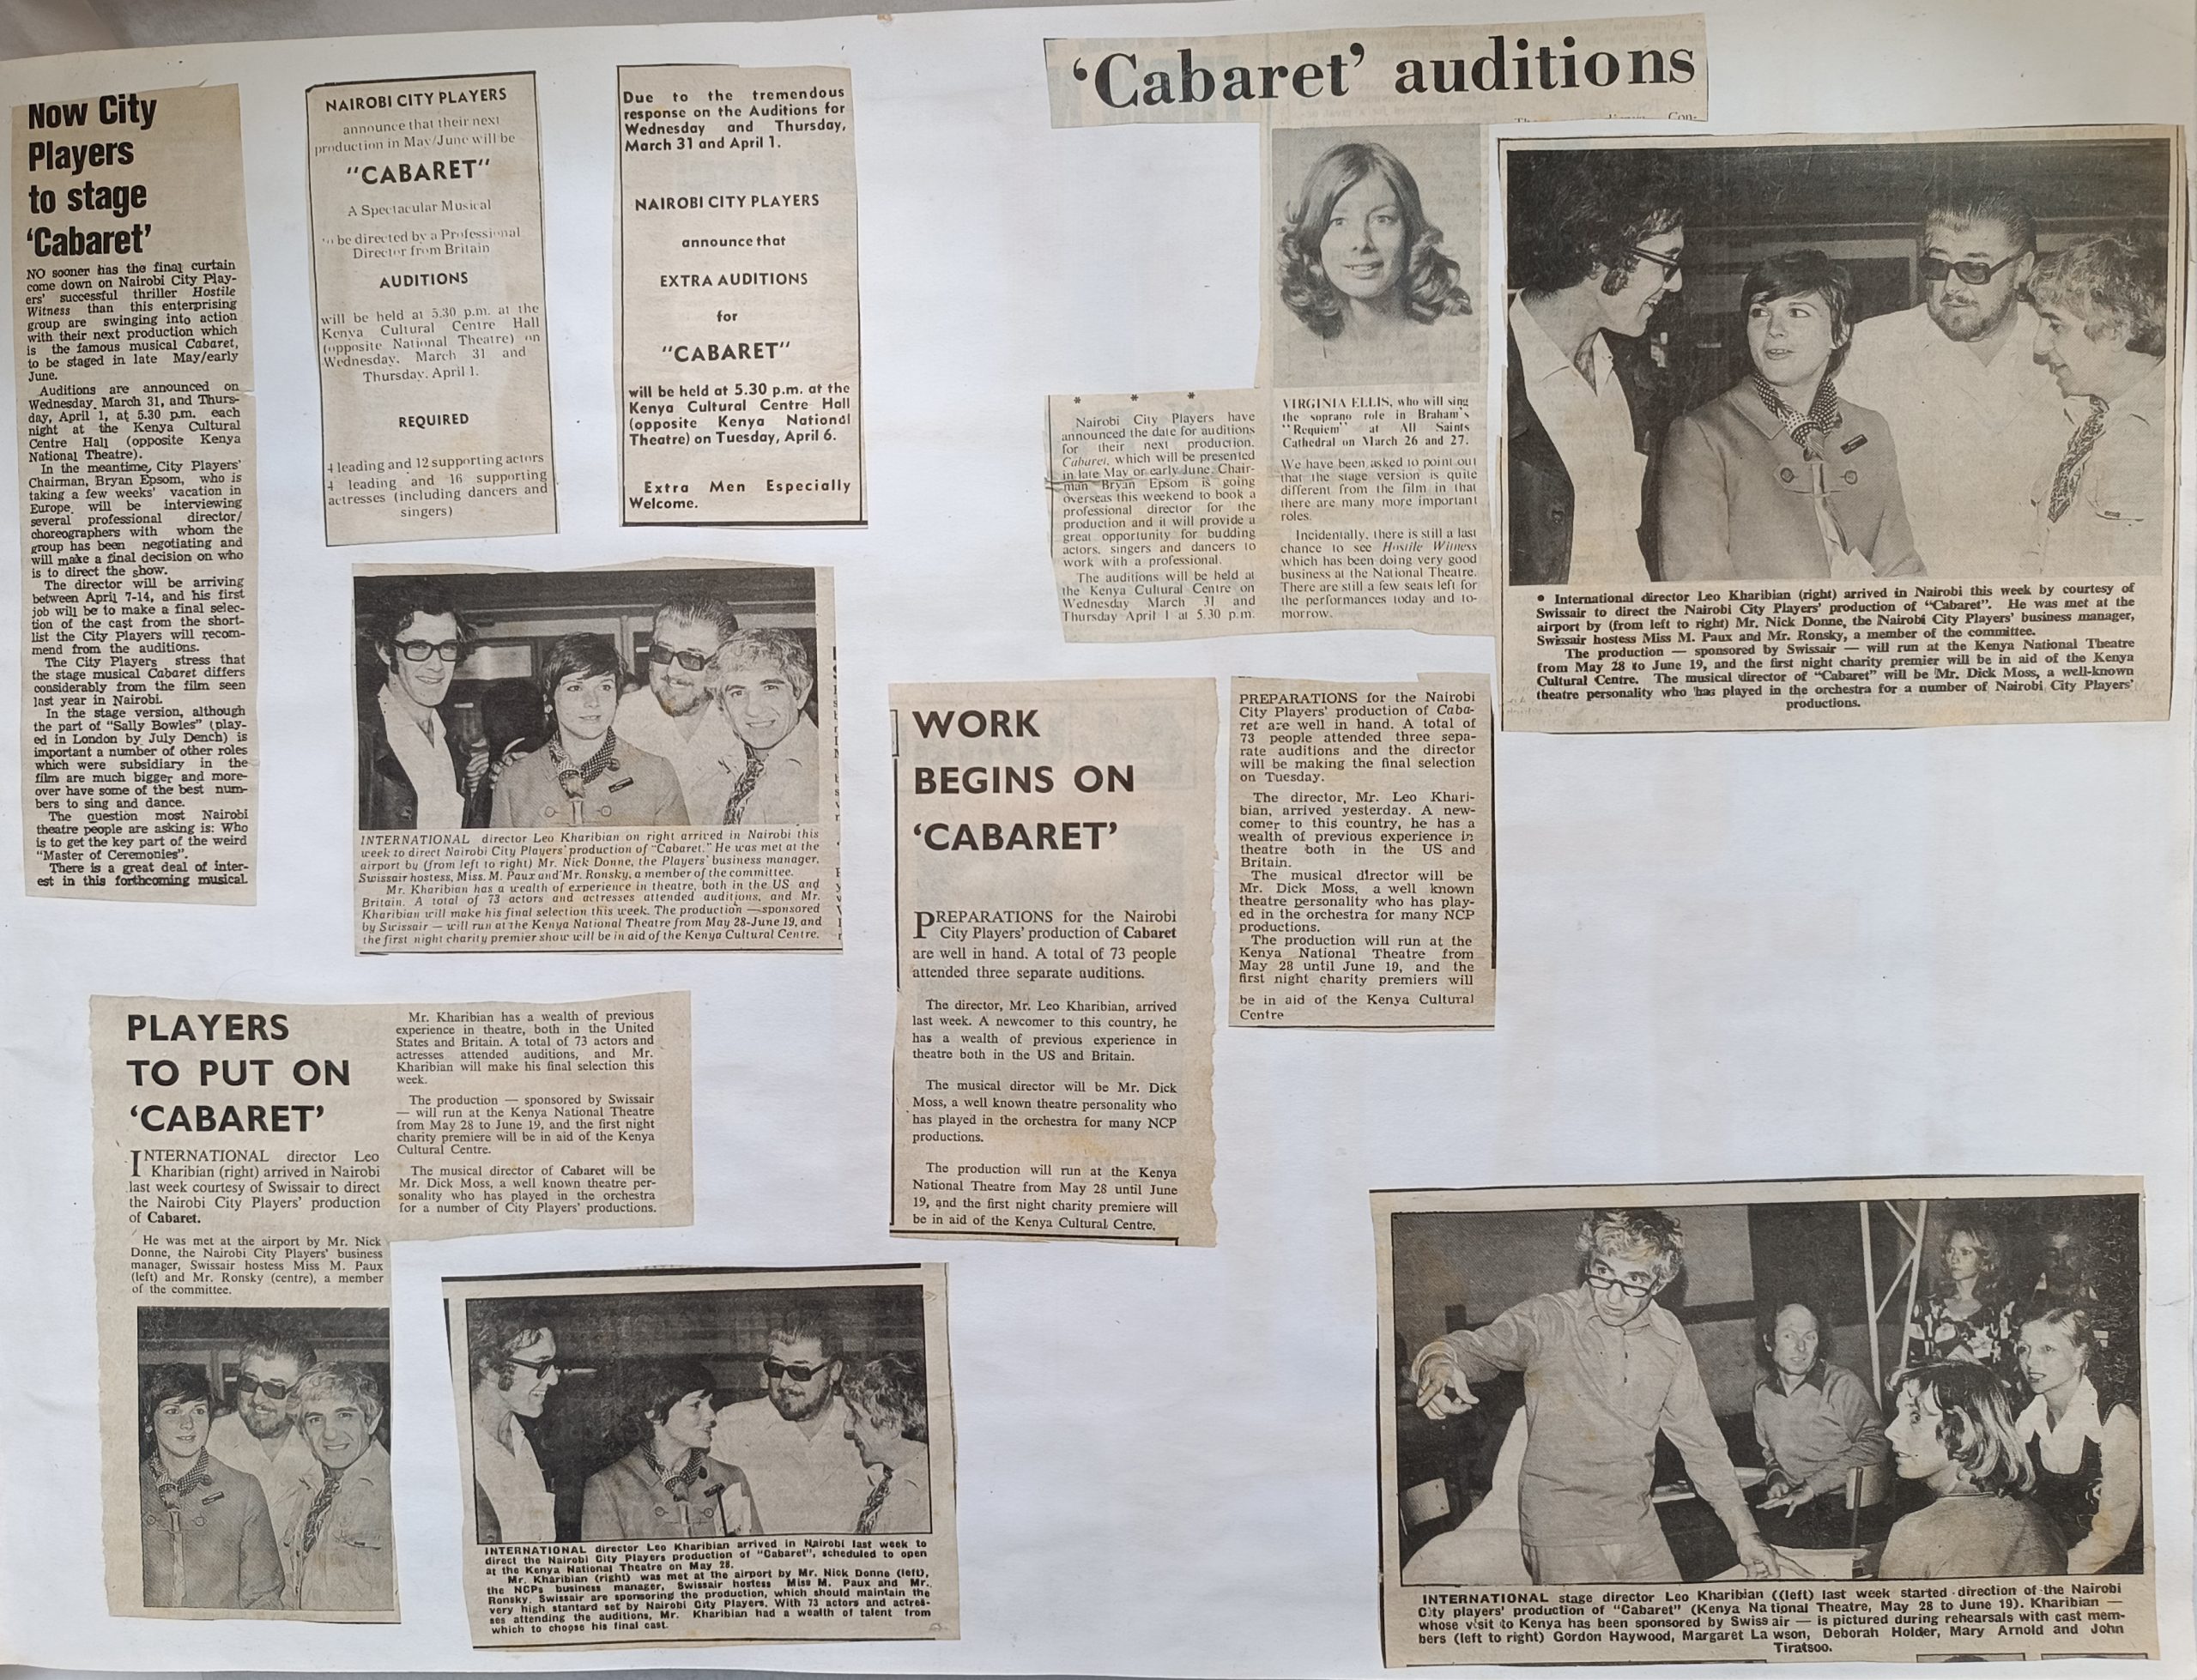 Now City
Players
to stage
‘Cabaret’
NO sooner has the final curtain
come down on Nairobi City Play-
ers’ successful thriller Hostile
Witness than this enterprising
group are swinging into action
with their next production which
is the famous musical Cabaret,
to be staged in late May/early
June.
Auditions are announced on
Wednesday, March 31, and Thurs-
day, April 1, at 5.30 p.m. each
night at the Kenya Cultural
Centre Hall (opposite Kenya
National Theatre).
In the meantime, City Players’
Chairman, Bryan Epsom, who is
taking a few weeks’ vacation in
Europe, will be interviewing
several professional director/
choreographers with whom the
group has been negotiating and
will make a final decision on who
is to direct the show.
The director will be arriving
between April 7-14, and his first
job will be to make a final selec-
tion of the cast from the short-
list the City Players will recom-
mend from the auditions.
The City Players stress that
the stage musical Cabaret differs
considerably from the film seen
last year in Nairobi.
In the stage version, although
the part of “Sally Bowles” (play-
ed in London by July Dench) is
important a number of other roles
which were subsidiary in the
film are much bigger and more-
over have some of the best num-
bers to sing and dance.
The question most Nairobi
theatre people are asking is: Who
is to get the key part of the weird
“Master of Ceremonies”.
There is a great deal of inter-
est in this forthcoming musical.
NAIROBI CITY PLAYERS
announce that their next
production in May/June will be
“CABARET”
A Spectacular Musical
to be directed by a Professional
Director from Britain
AUDITIONS
will be held at 5.30 p.m. at the
Kenya Cultural Centre Hall
(opposite National Theatre) on
Wednesday, March 31 and
Thursday, April 1.
REQUIRED
4 leading and 12 supporting actors
4 leading and 16 supporting
actresses (including dancers and
singers)
Due to the tremendous
response on the Auditions for
Wednesday and Thursday,
March 31 and April 1.
NAIROBI CITY PLAYERS
announce that
EXTRA AUDITIONS
for
“CABARET”
will be held at 5.30 p.m. at the
Kenya Cultural Centre Hall
(opposite Kenya National
Theatre) on Tuesday, April 6.
Extra Men Especially
Welcome.
‘Cabaret’ auditions
* * *
Nairobi City Players have
announced the date for auditions
for their next production,
Cabaret, which will be presented
in late May or early June. Chair-
man Bryan Epsom is going
overseas this weekend to book a
professional director for the
production and it will provide a
great opportunity for budding
actors, singers and dancers to
work with a professional.
The auditions will be held at
the Kenya Cultural Centre on
Wednesday March 31 and
Thursday April 1 at 5.30 p.m.
VIRGINIA ELLIS, who will sing
the soprano role in Braham’s
“Requiem” at All Saints
Cathedral on March 26 and 27.
We have been asked to point out
that the stage version is quite
different from the film in that
there are many more important
roles.
Incidentally, there is still a last
chance to see Hostile Witness
which has been doing very good
business at the National Theatre.
There are still a few seats left for
the performances today and to-
morrow.
• International director Leo Kharibian (right) arrived in Nairobi this week by courtesy of
Swissair to direct the Nairobi City Players’ production of “Cabaret”. He was met at the
airport by (from left to right) Mr. Nick Donne, the Nairobi City Players’ business manager,
Swissair hostess Miss M. Paux and Mr. Ronsky, a member of the committee.
The production — sponsored by Swissair — will run at the Kenya National Theatre
from May 28 to June 19, and the first night charity premier will be in aid of the Kenya
Cultural Centre. The musical director of “Cabaret” will be Mr. Dick Moss, a well-known
theatre personality who has played in the orchestra for a number of Nairobi City Players’
productions.
INTERNATIONAL director Leo Kharibian on right arrived in Nairobi this
week to direct Nairobi City Players’ production of “Cabaret.” He was met at the
airport by (from left to right) Mr. Nick Donne, the Players’ business manager,
Swissair hostess, Miss. M. Paux and Mr. Ronsky, a member of the committee.
Mr. Kharibian has a wealth of experience in theatre, both in the US and
Britain. A total of 73 actors and actresses attended auditions, and Mr.
Kharibian will make his final selection this week. The production — sponsored
by Swissair — will run at the Kenya National Theatre from May 28-June 19, and
the first night charity premier show will be in aid of the Kenya Cultural Centre.
WORK
BEGINS ON
‘CABARET’
PREPARATIONS for the Nairobi
City Players’ production of Cabaret
are well in hand. A total of 73 people
attended three separate auditions.
The director, Mr. Leo Kharibian, arrived
last week. A newcomer to this country, he
has a wealth of previous experience in
theatre both in the US and Britain.
The musical director will be Mr. Dick
Moss, a well known theatre personality who
has played in the orchestra for many NCP
productions.
The production will run at the Kenya
National Theatre from May 28 until June
19, and the first night charity premiere will
be in aid of the Kenya Cultural Centre.
PREPARATIONS for the Nairobi
City Players’ production of Caba-
ret are well in hand. A total of
73 people attended three sepa-
rate auditions and the director
will be making the final selection
on Tuesday.
The director, Mr. Leo Khari-
bian, arrived yesterday. A new-
comer to this country, he has a
wealth of previous experience in
theatre both in the US and
Britain.
The musical director will be
Mr. Dick Moss, a well known
theatre personality who has play-
ed in the orchestra for many NCP
productions.
The production will run at the
Kenya National Theatre from
May 28 until June 19, and the
first night charity premiers will
be in aid of the Kenya Cultural
Centre
PLAYERS
TO PUT ON
‘CABARET’
INTERNATIONAL director Leo
Kharibian (right) arrived in Nairobi
last week courtesy of Swissair to direct
the Nairobi City Players’ production
of Cabaret.
He was met at the airport by Mr. Nick
Donne, the Nairobi City Players’ business
manager, Swissair hostess Miss M. Paux
(left) and Mr. Ronsky (centre), a member
of the committee.
Mr. Kharibian has a wealth of previous
experience in theatre, both in the United
States and Britain. A total of 73 actors and
actresses attended auditions, and Mr.
Kharibian will make his final selection this
week.
The production — sponsored by Swissair
— will run at the Kenya National Theatre
from May 28 to June 19, and the first night
charity premiere will be in aid of the Kenya
Cultural Centre.
The musical director of Cabaret will be
Mr. Dick Moss, a well known theatre per-
sonality who has played in the orchestra
for a number of City Players’ productions.
INTERNATIONAL director Leo Kharibian arrived in Nairobi last week to
direct the Nairobi City Players production of “Cabaret”, scheduled to open
at the Kenya National Theatre on May 28.
Mr. Kharibian (right) was met at the airport by Mr. Nick Donne (left),
the NCPs business manager, Swissair hostess Miss M. Paux and Mr.
Ronsky. Swissair are sponsoring the production, which should maintain the
very high stantard set by Nairobi City Players. With 73 actors and actres-
ses attending the auditions, Mr. Kharibian had a wealth of talent from
which to choose his final cast.
INTERNATIONAL stage director Leo Kharibian ((left) last week started direction of the Nairobi
City players’ production of “Cabaret” (Kenya National Theatre, May 28 to June 19). Kharibian —
whose visit to Kenya has been sponsored by Swissair — is pictured during rehearsals with cast mem-
bers (left to right) Gordon Haywood, Margaret Lawson, Deborah Holder, Mary Arnold and John
Tiratsoo.